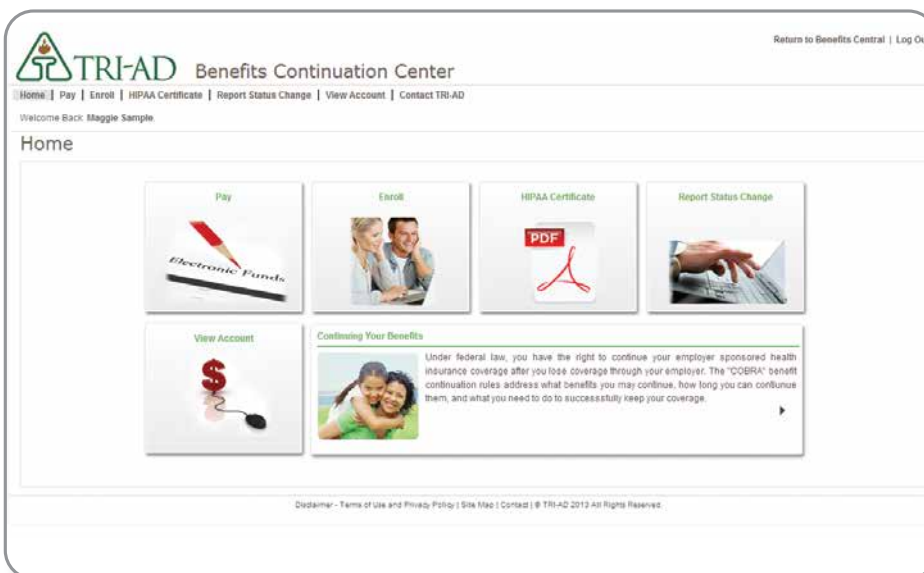 Return to Benefits Central | Log Ou
TRI-AD Benefits Continuation Center
Home | Pay | Enroll | HIPAA Certificate | Report Status Change | View Account | Contact TRI-AD
Welcome Back Maggie Sample
Home
Pay
Enroll
HIPAA Certificate
Report Status Change
Electronic Funds
PDF
View Account
Continuing Your Benefits
Under federal law, you have the right to continue your employer sponsored health
insurance coverage after you lose coverage through your employer. The "COBRA" benefit
continuation rules address what benefits you may continue, how long you can contiunue
them, and what you need to do to successsfully keep your coverage.
Disclaimer - Terms of Use and Privacy Policy | Site Map | Contact | © TRI-AD 2013 All Rights Reserved.